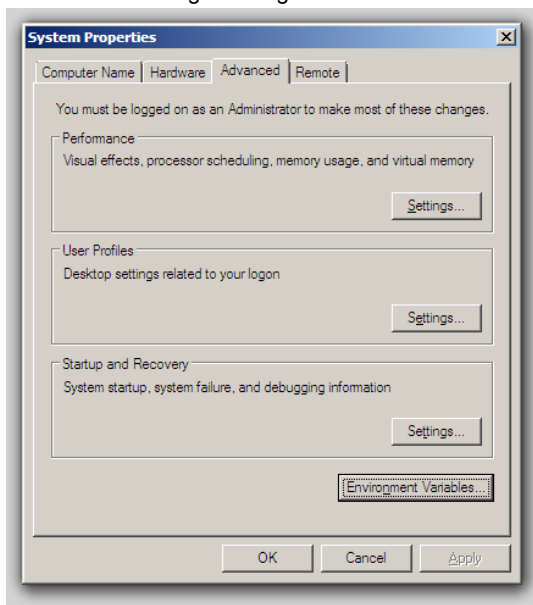 System Properties
Computer Name Hardware Advanced Remote
You must be logged on as an Administrator to make most of these changes.
Performance
Visual effects, processor scheduling, memory usage, and virtual memory
Settings...
User Profiles
Desktop settings related to your logon
Settings...
Startup and Recovery
System startup, system failure, and debugging information
Settings...
Environment Variables...
OK Cancel Apply